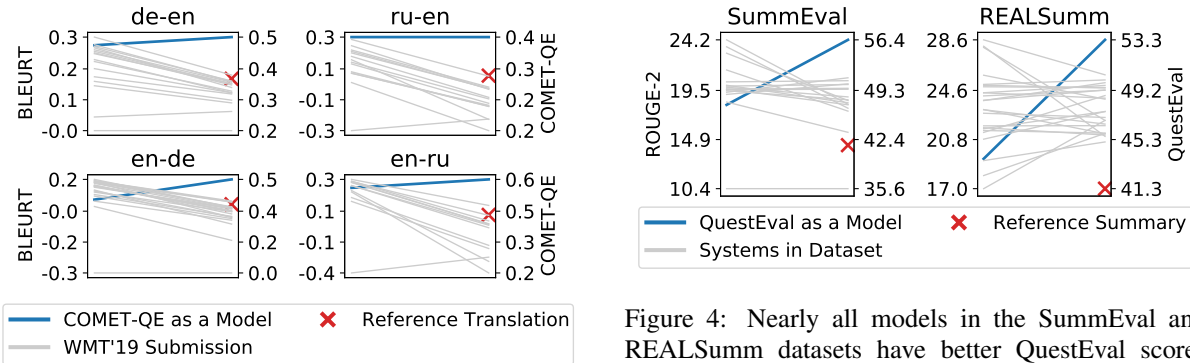 de-en
ru-en
BLEURT
0.3
0.2
0.1
-0.0
0.5
0.4
0.3
0.2
0.3
0.1
-0.1
-0.3
0.4
0.3
0.2
0.2
COMET-QE
en-de
en-ru
BLEURT
0.2
-0.0
-0.1
-0.3
0.5
0.4
0.2
0.0
0.3
0.1
-0.1
-0.4
0.6
0.5
0.3
0.2
COMET-QE
COMET-QE as a Model
Reference Translation
WMT'19 Submission
SummEval
REALSumm
ROUGE-2
24.2
19.5
14.9
10.4
56.4
49.3
42.4
35.6
28.6
24.6
20.8
17.0
53.3
49.2
45.3
41.3
QuestEval
QuestEval as a Model
Reference Summary
Systems in Dataset
Figure 4: Nearly all models in the SummEval an
REALSumm datasets have better QuestEval score